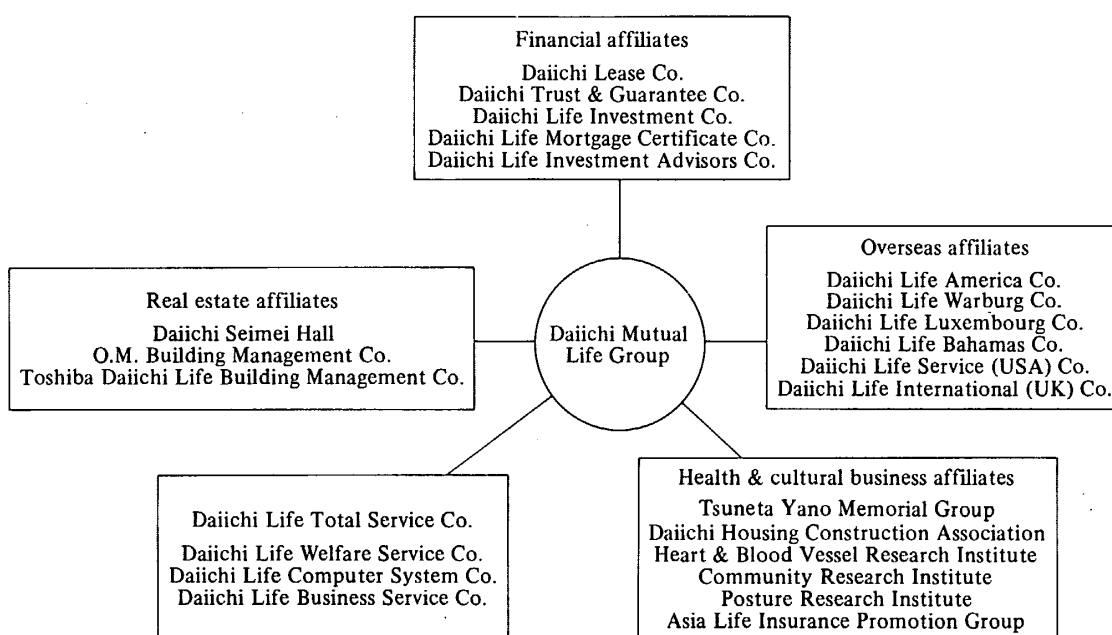 Financial affiliates
Daiichi Lease Co.
Daiichi Trust & Guarantee Co.
Daiichi Life Investment Co.
Daiichi Life Mortgage Certificate Co.
Daiichi Life Investment Advisors Co.
Overseas affiliates
Daiichi Life America Co.
Daiichi Life Warburg Co.
Daiichi Life Luxembourg Co.
Daiichi Life Bahamas Co.
Daiichi Life Service (USA) Co.
Daiichi Life International (UK) Co.
Real estate affiliates
Daiichi Seimei Hall
O.M. Building Management Co.
Toshiba Daiichi Life Building Management Co.
Daiichi Mutual
Life Group
Daiichi Life Total Service Co.
Daiichi Life Welfare Service Co.
Daiichi Life Computer System Co.
Daiichi Life Business Service Co.
Health & cultural business affiliates
Tsuneta Yano Memorial Group
Daiichi Housing Construction Association
Heart & Blood Vessel Research Institute
Community Research Institute
Posture Research Institute
Asia Life Insurance Promotion Group